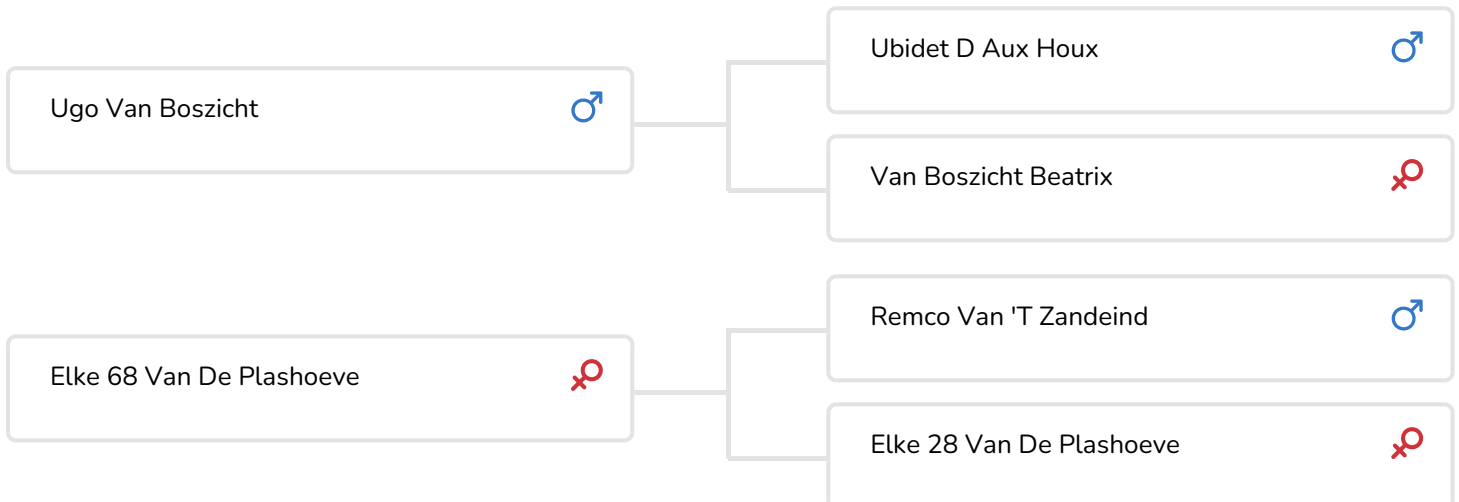 Ubidet D Aux Houx
Ugo Van Boszicht
Van Boszicht Beatrix
Remco Van 'T Zandeind
Elke 68 Van De Plashoeve
Elke 28 Van De Plashoeve